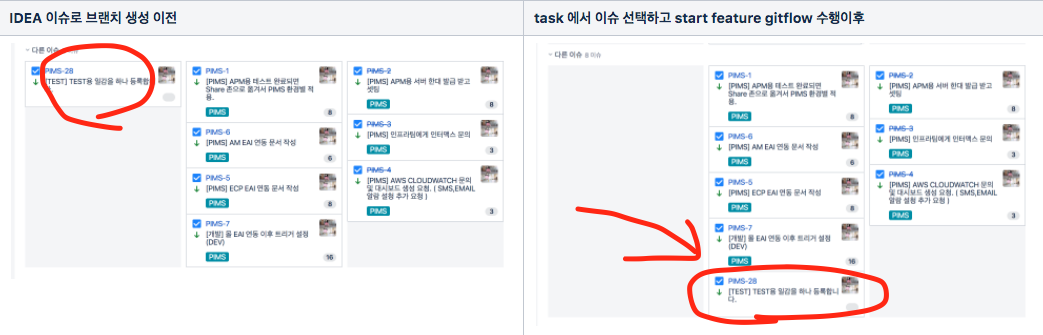 IDEA 이슈로 브랜치 생성 이전
다른 이슈
PIMS-28
[TEST] TEST용 일감을 하나 등록합
다.
PIMS-1
[PIMS] APM용 테스트 완료되면
Share 존으로 옮겨서 PIMS 환경별 적
용.
PIMS
8
PIMS-6
[PIMS] AM EAI 연동 문서 작성
PIMS
6
PIMS-5
[PIMS] ECP EAI 연동 문서 작성
PIMS
8
PIMS-7
[개발] 풀 EAI 연동 이후 트리거 설정
(DEV)
PIMS
16
PIMS-2
[PIMS] APM용 서버 한대 발급 받고
셋팅
PIMS
8
PIMS-3
[PIMS] 인프라팀에게 인터맥스 문의
PIMS
3
PIMS-4
[PIMS] AWS CLOUDWATCH 문의
및 대시보드 생성 요청. ( SMS,EMAIL
알람 설정 추가 요청 )
PIMS
3
task 에서 이슈 선택하고 start feature gitflow 수행이후
다른 이슈 8 이슈
PIMS-1
[PIMS] APM용 테스트 완료되면
Share 존으로 옮겨서 PIMS 환경별 적
용.
PIMS
8
PIMS-6
[PIMS] AM EAI 연동 문서 작성
PIMS
6
PIMS-5
[PIMS] ECP EAI 연동 문서 작성
PIMS
8
PIMS-7
[개발] 풀 EAI 연동 이후 트리거 설정
(DEV)
PIMS
16
PIMS-28
[TEST] TEST용 일감을 하나 등록합니
다.
PIMS-2
[PIMS] APM용 서버 한대 발급 받고
셋팅
PIMS
8
PIMS-3
[PIMS] 인프라팀에게 인터맥스 문의
PIMS
3
PIMS-4
[PIMS] AWS CLOUDWATCH 문의
및 대시보드 생성 요청. ( SMS,EMAIL
알람 설정 추가 요청 )
PIMS
3